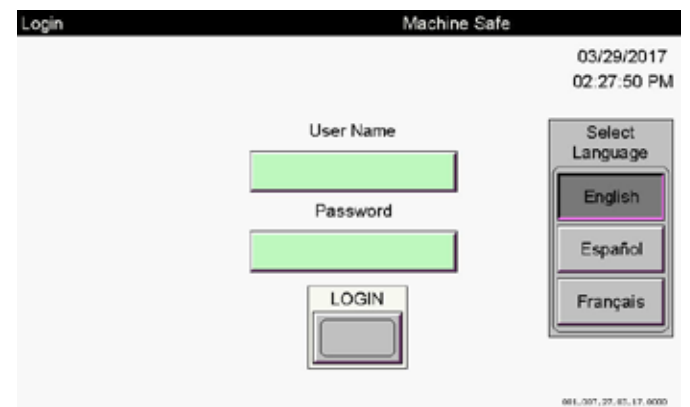 Login
Machine Safe
03/29/2017
02:27:50 PM
User Name
Select
Language
English
Password
Español
LOGIN
Français